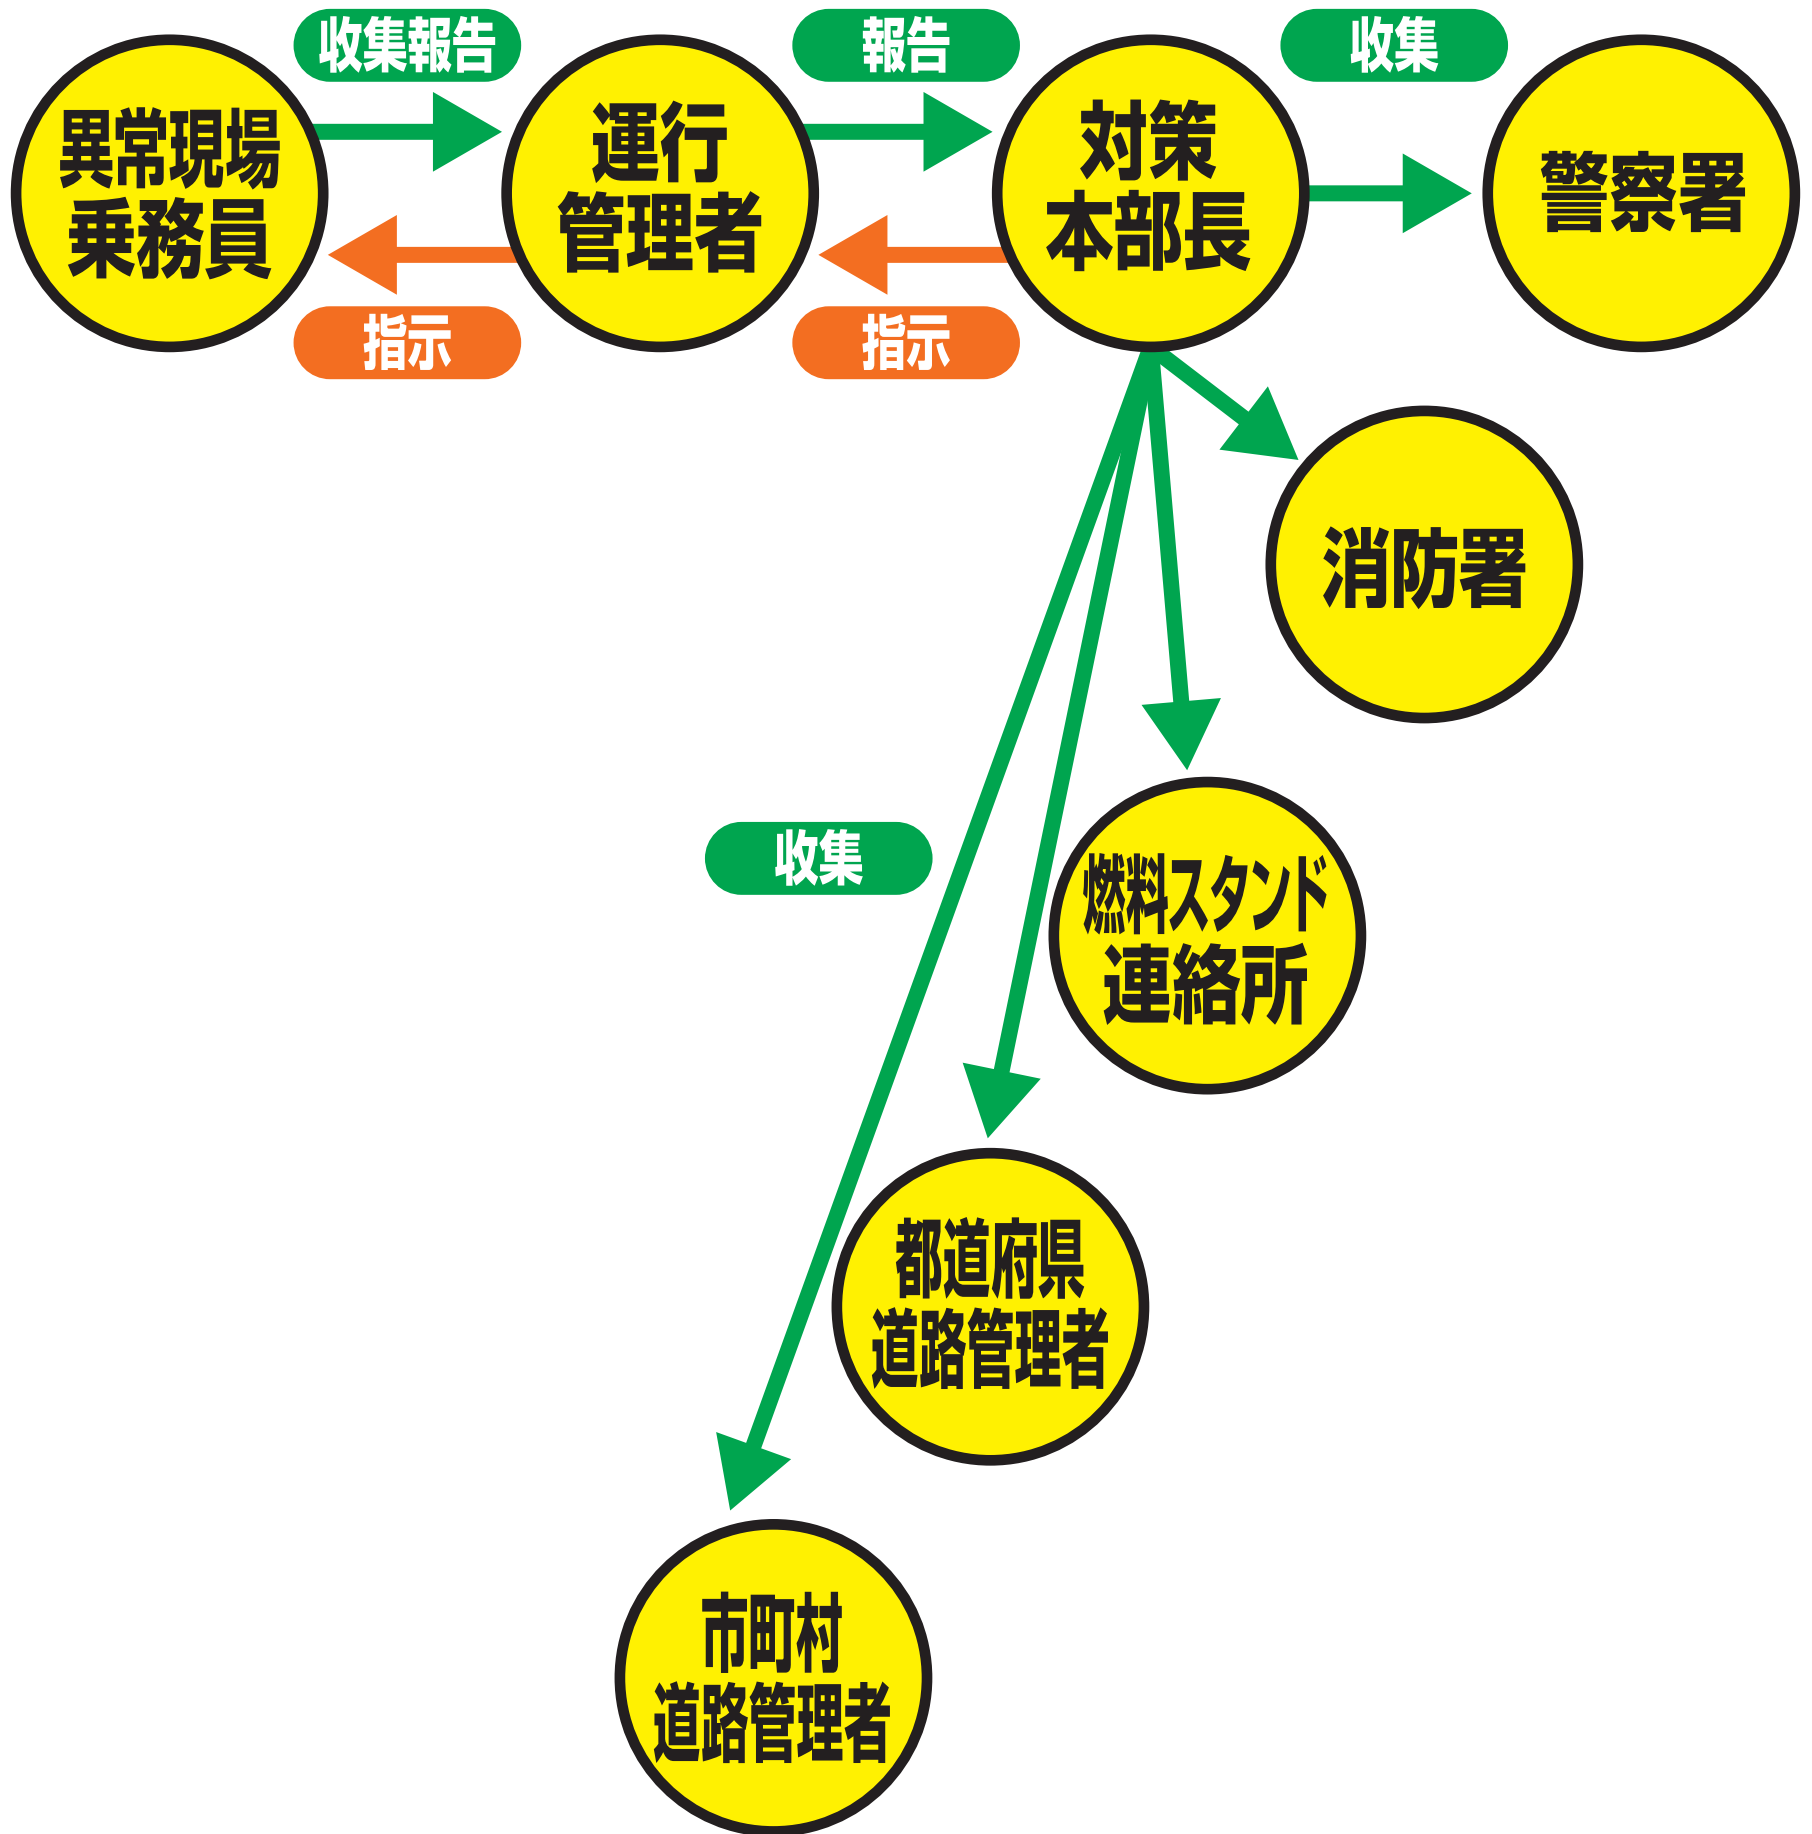 収集報告
報告
収集
異常現場
乗務員
運行
管理者
対策
本部長
警察署
指示
指示
消防署
収集
燃料スタンド
連絡所
都道府県
道路管理者
市町村
道路管理者